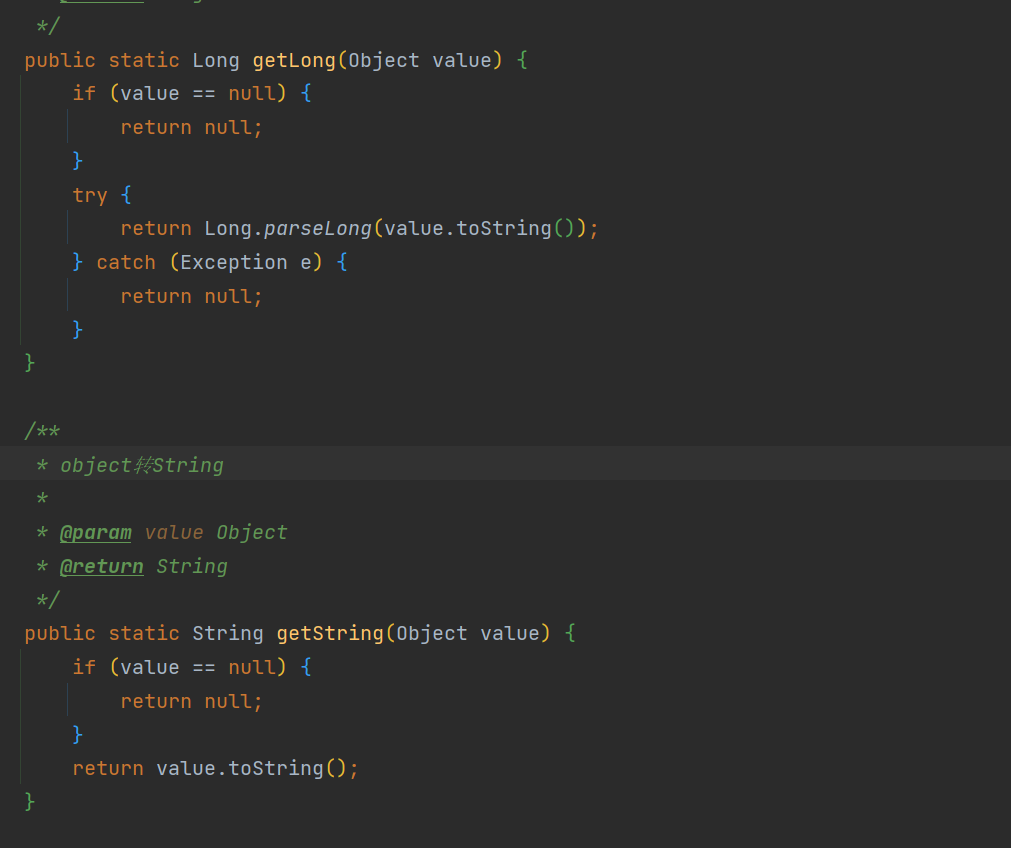 */
public static Long getLong(Object value) {
    if (value == null) {
        return null;
    }
    try {
        return Long.parseLong(value.toString());
    } catch (Exception e) {
        return null;
    }
}
/**
 * object转String
 *
 * @param value Object
 * @return String
 */
public static String getString(Object value) {
    if (value == null) {
        return null;
    }
    return value.toString();
}